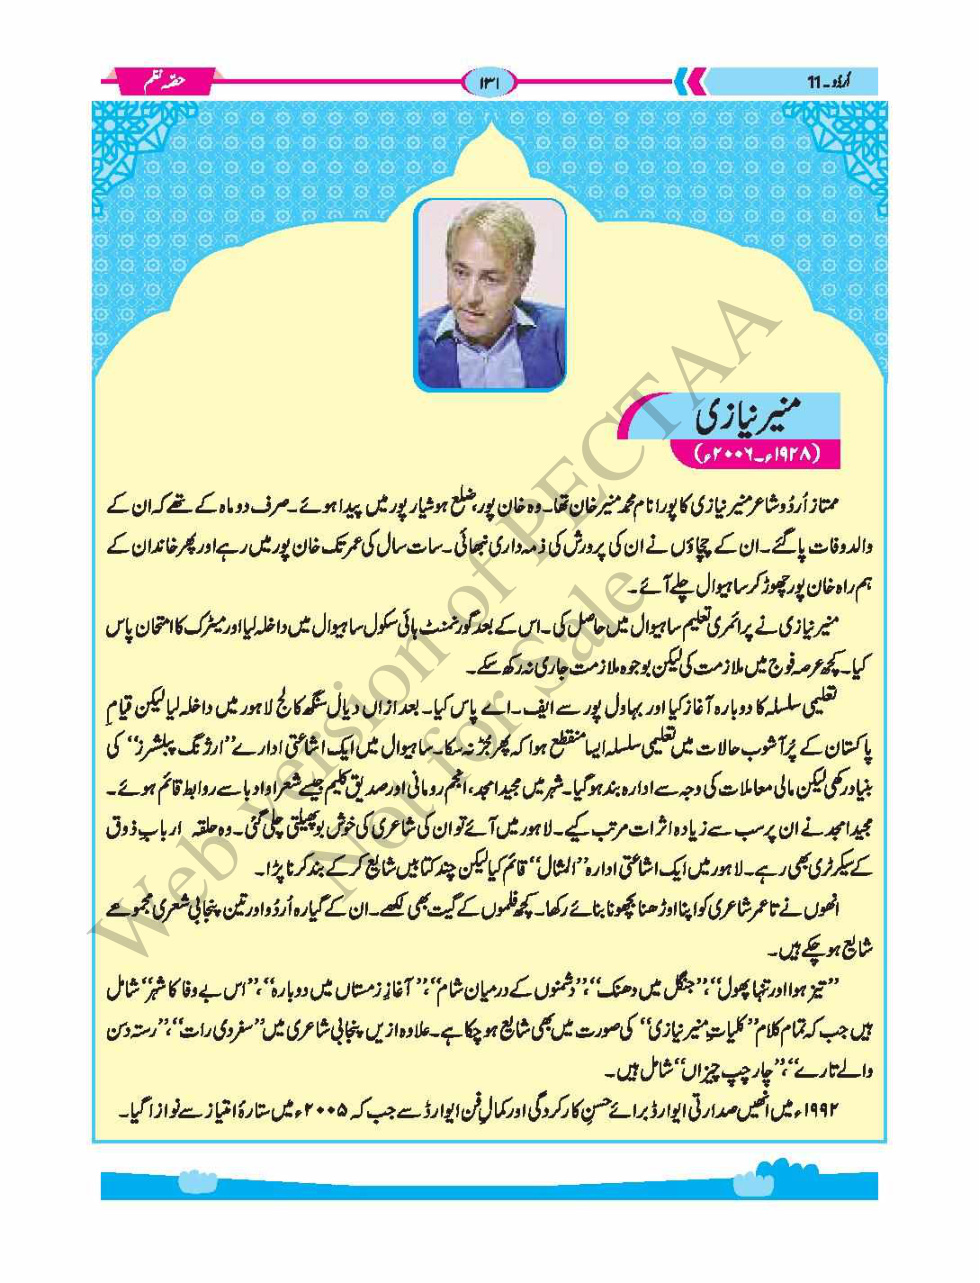 اُردُو۔11
۱۳۱
حصّہ نظم
منیر نیازی
(۱۹۲۸ء۔۲۰۰۶ء)
ممتاز اُردُو شاعر منیر نیازی کا پورا نام محمد منیر خان تھا۔ وہ خان پور، ضلع ہوشیار پور میں پیدا ہوئے۔ صرف دو ماہ کے تھے کہ ان کے
والد وفات پا گئے۔ ان کے چچاؤں نے ان کی پرورش کی ذمہ داری نبھائی۔ سات سال کی عمر تک خان پور میں رہے اور پھر خاندان کے
ہم راہ خان پور چھوڑ کر ساہیوال چلے آئے۔
منیر نیازی نے پرائمری تعلیم ساہیوال میں حاصل کی۔ اس کے بعد گورنمنٹ ہائی سکول ساہیوال میں داخلہ لیا اور میٹرک کا امتحان پاس
کیا۔ کچھ عرصہ فوج میں ملازمت کی لیکن بوجوہ ملازمت جاری نہ رکھ سکے۔
تعلیمی سلسلہ کا دوبارہ آغاز کیا اور بہاول پور سے ایف۔ اے پاس کیا۔ بعد ازاں دیال سنگھ کالج لاہور میں داخلہ لیا لیکن قیامِ
پاکستان کے پُر آشوب حالات میں تعلیمی سلسلہ ایسا منقطع ہوا کہ پھر جُڑ نہ سکا۔ ساہیوال میں ایک اشاعتی ادارے ”ارژنگ پبلشرز“ کی
بنیاد رکھی لیکن مالی معاملات کی وجہ سے ادارہ بند ہو گیا۔ شہر میں مجید امجد، انجم رومانی اور صدیق کلیم جیسے شعرا و ادبا سے روابط قائم ہوئے۔
مجید امجد نے ان پر سب سے زیادہ اثرات مرتب کیے۔ لاہور میں آئے تو ان کی شاعری کی خوش بو پھیلتی چلی گئی۔ وہ حلقہ اربابِ ذوق
کے سیکرٹری بھی رہے۔ لاہور میں ایک اشاعتی ادارہ ”المثال“ قائم کیا لیکن چند کتابیں شایع کر کے بند کرنا پڑا۔
انھوں نے تا عمر شاعری کو اپنا اوڑھنا بچھونا بنائے رکھا۔ کچھ فلموں کے گیت بھی لکھے۔ ان کے گیارہ اُردُو اور تین پنجابی شعری مجموعے
شایع ہو چکے ہیں۔
”تیز ہوا اور تنہا پھول“، ”جنگل میں دھنک“، ”دشمنوں کے درمیان شام“، ”آغازِ زمستاں میں دوبارہ“، ”اس بے وفا کا شہر“ شامل
ہیں جب کہ تمام کلام ”کلیاتِ منیر نیازی“ کی صورت میں بھی شایع ہو چکا ہے۔ علاوہ ازیں پنجابی شاعری میں ”سفر دی رات“، ”رستہ دسن
والے تارے“، ”چار چپ چیزاں“ شامل ہیں۔
۱۹۹۲ء میں انھیں صدارتی ایوارڈ برائے حسنِ کارکردگی اور کمالِ فن ایوارڈ سے جب کہ ۲۰۰۵ء میں ستارۂ امتیاز سے نوازا گیا۔
Web version of PECTAA
Not for Sale